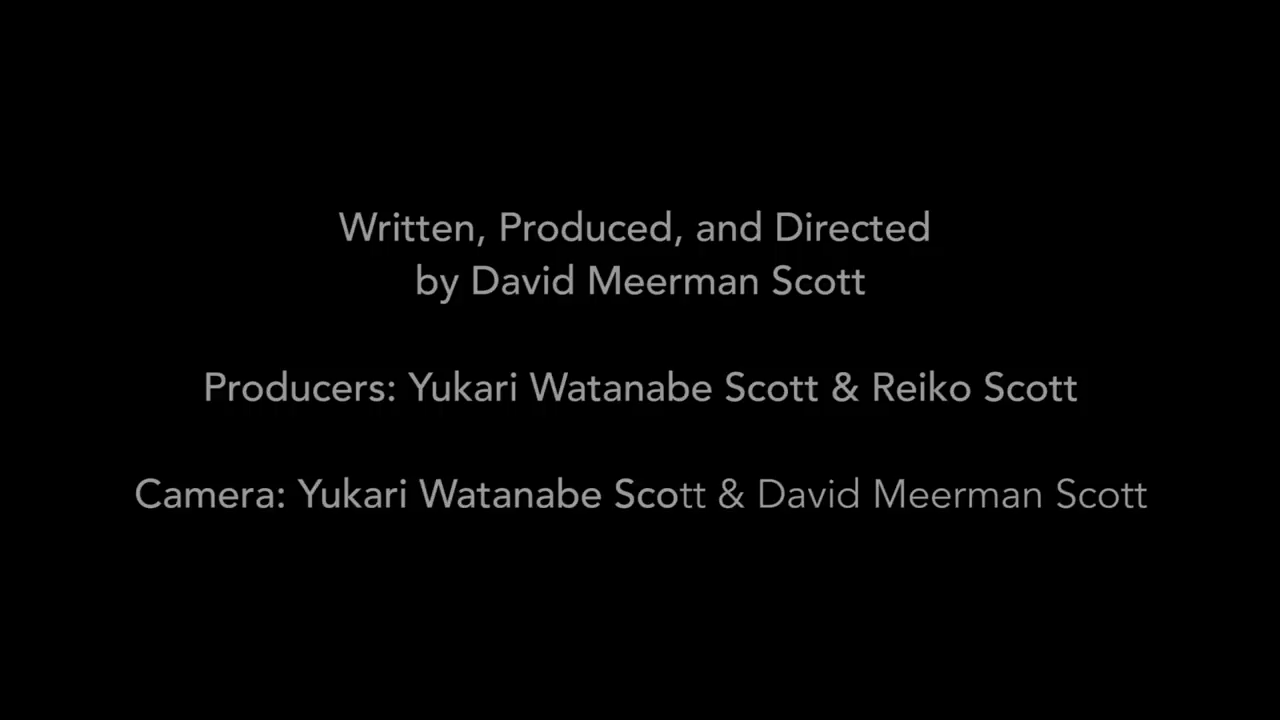 Written, Produced, and Directed
by David Meerman Scott
Producers: Yukari Watanabe Scott & Reiko Scott
Camera: Yukari Watanabe Scott & David Meerman Scott